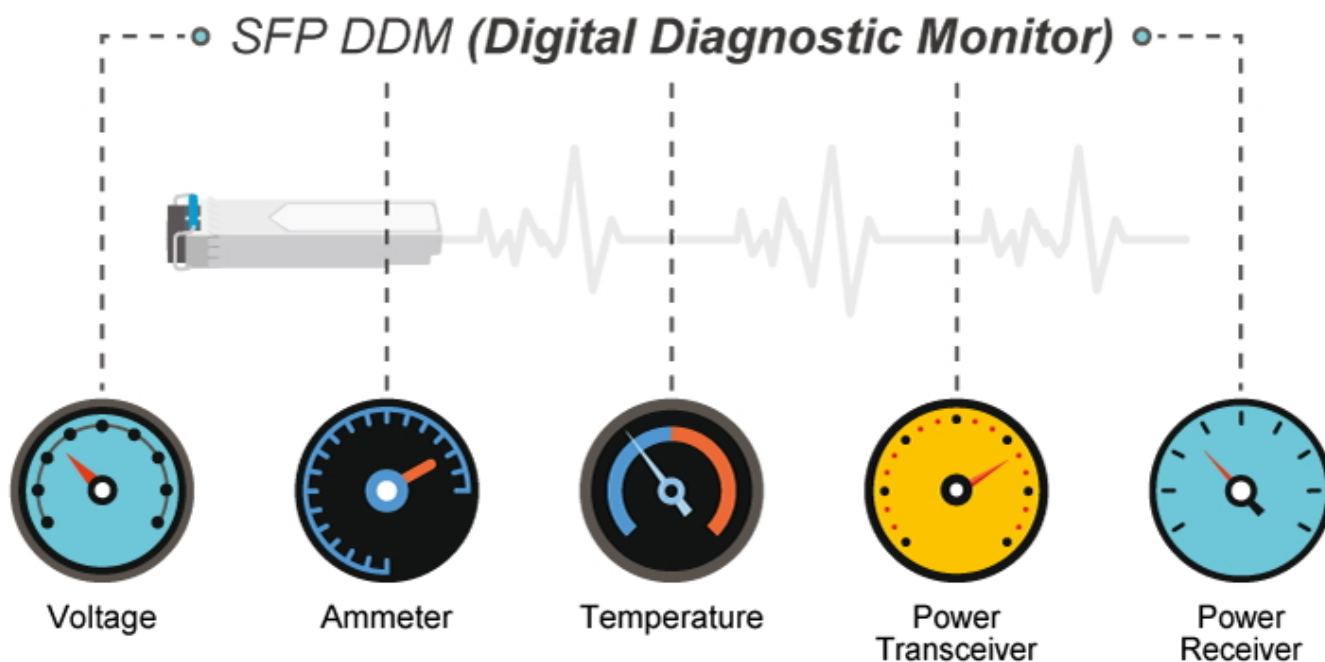 SFP DDM (Digital Diagnostic Monitor)
Voltage
Ammeter
Temperature
Power
Transceiver
Power
Receiver